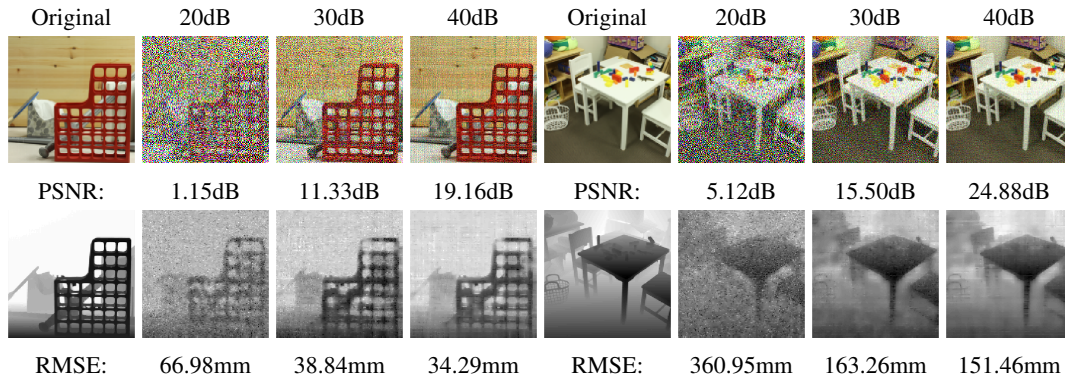 Original 20dB 30dB 40dB Original 20dB 30dB 40dB
PSNR: 1.15dB 11.33dB 19.16dB PSNR: 5.12dB 15.50dB 24.88dB
RMSE: 66.98mm 38.84mm 34.29mm RMSE: 360.95mm 163.26mm 151.46mm